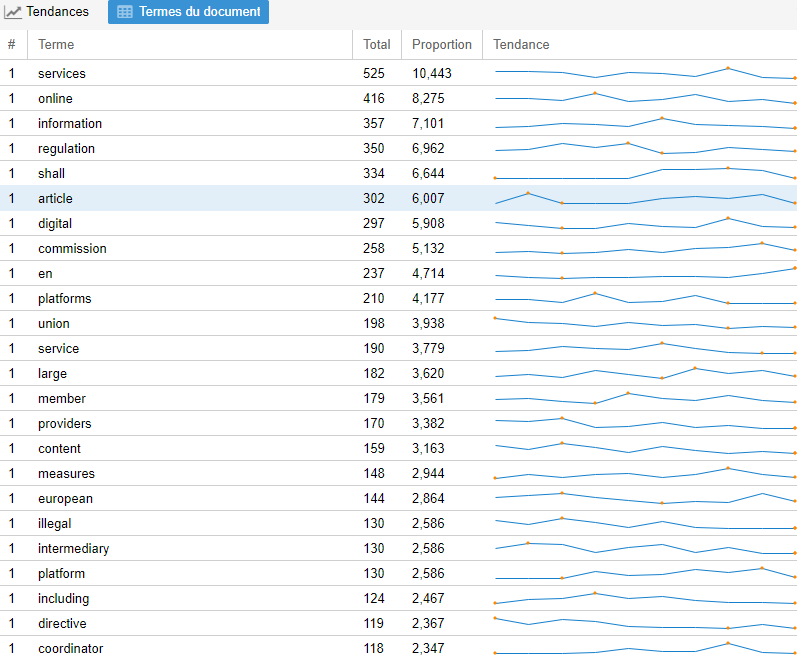 Tendances Termes du document
# Terme Total Proportion Tendance
1 services 525 10,443
1 online 416 8,275
1 information 357 7,101
1 regulation 350 6,962
1 shall 334 6,644
1 article 302 6,007
1 digital 297 5,908
1 commission 258 5,132
1 en 237 4,714
1 platforms 210 4,177
1 union 198 3,938
1 service 190 3,779
1 large 182 3,620
1 member 179 3,561
1 providers 170 3,382
1 content 159 3,163
1 measures 148 2,944
1 european 144 2,864
1 illegal 130 2,586
1 intermediary 130 2,586
1 platform 130 2,586
1 including 124 2,467
1 directive 119 2,367
1 coordinator 118 2,347